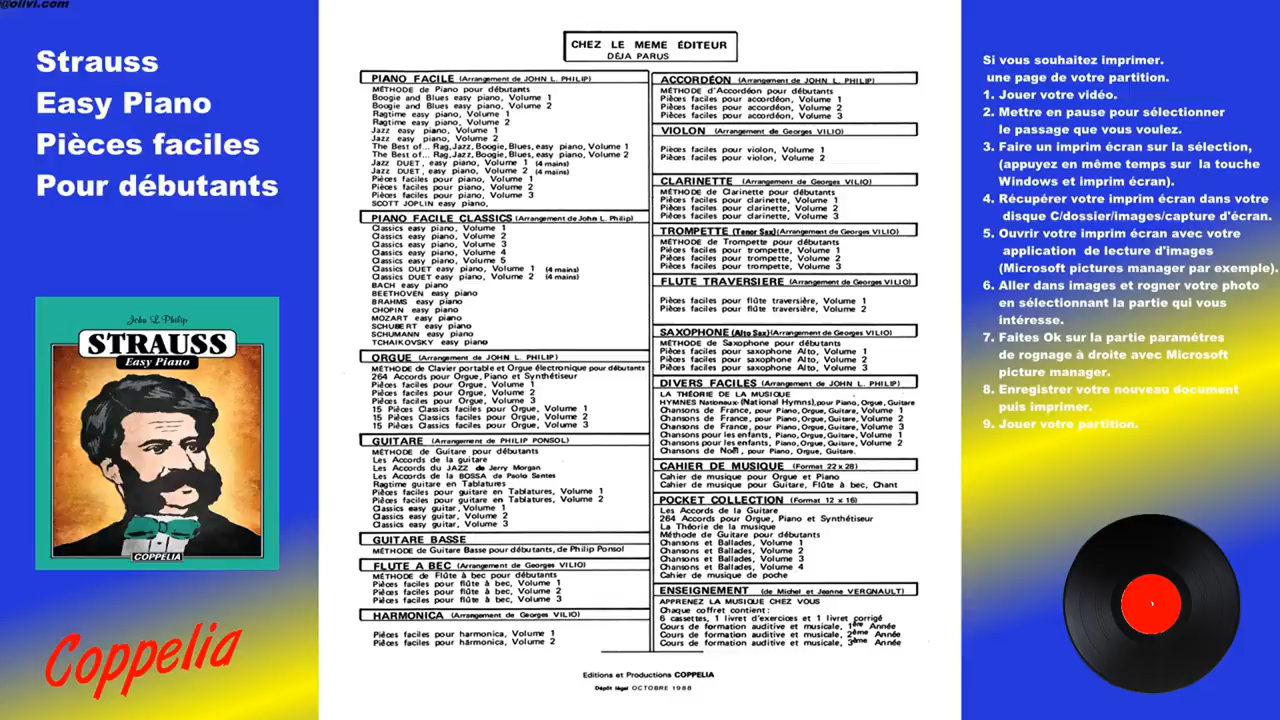 @olivi.com
Strauss
Easy Piano
Pièces faciles
Pour débutants
John L. Philip
STRAUSS
Easy Piano
COPPELIA
Coppelia
CHEZ LE MEME ÉDITEUR
DÉJA PARUS
PIANO FACILE (Arrangement de JOHN L. PHILIP)
MÉTHODE de Piano pour débutants
Boogie and Blues easy piano, Volume 1
Boogie and Blues easy piano, Volume 2
Ragtime easy piano, Volume 1
Ragtime easy piano, Volume 2
Jazz easy piano, Volume 1
Jazz easy piano, Volume 2
The Best of... Rag, Jazz, Boogie, Blues, easy piano, Volume 1
The Best of... Rag, Jazz, Boogie, Blues, easy piano, Volume 2
Jazz DUET, easy piano, Volume 1 (4 mains)
Jazz DUET, easy piano, Volume 2 (4 mains)
Pièces faciles pour piano, Volume 1
Pièces faciles pour piano, Volume 2
Pièces faciles pour piano, Volume 3
SCOTT JOPLIN easy piano,
PIANO FACILE CLASSICS (Arrangement de John L. Philip)
Classics easy piano, Volume 1
Classics easy piano, Volume 2
Classics easy piano, Volume 3
Classics easy piano, Volume 4
Classics easy piano, Volume 5
Classics DUET easy piano, Volume 1 (4 mains)
Classics DUET easy piano, Volume 2 (4 mains)
BACH easy piano
BEETHOVEN easy piano
BRAHMS easy piano
CHOPIN easy piano
MOZART easy piano
SCHUBERT easy piano
SCHUMANN easy piano
TCHAIKOVSKY easy piano
ORGUE (Arrangement de JOHN L. PHILIP)
MÉTHODE de Clavier portable et Orgue électronique pour débutants
264 Accords pour Orgue, Piano et Synthétiseur
Pièces faciles pour Orgue, Volume 1
Pièces faciles pour Orgue, Volume 2
Pièces faciles pour Orgue, Volume 3
15 Pièces Classics faciles pour Orgue, Volume 1
15 Pièces Classics faciles pour Orgue, Volume 2
15 Pièces Classics faciles pour Orgue, Volume 3
GUITARE (Arrangement de PHILIP PONSOL)
MÉTHODE de Guitare pour débutants
Les Accords de la guitare
Les Accords du JAZZ de Jerry Morgan
Les Accords de la BOSSA de Paolo Santes
Ragtime guitare en Tablatures
Pièces faciles pour guitare en Tablatures, Volume 1
Pièces faciles pour guitare en Tablatures, Volume 2
Classics easy guitar, Volume 1
Classics easy guitar, Volume 2
Classics easy guitar, Volume 3
GUITARE BASSE
MÉTHODE de Guitare Basse pour débutants, de Philip Ponsol
FLUTE A BEC (Arrangement de Georges VILIO)
MÉTHODE de Flûte à bec pour débutants
Pièces faciles pour flûte à bec, Volume 1
Pièces faciles pour flûte à bec, Volume 2
Pièces faciles pour flûte à bec, Volume 3
HARMONICA (Arrangement de Georges VILIO)
Pièces faciles pour harmonica, Volume 1
Pièces faciles pour harmonica, Volume 2
ACCORDÉON (Arrangement de JOHN L. PHILIP)
MÉTHODE d'Accordéon pour débutants
Pièces faciles pour accordéon, Volume 1
Pièces faciles pour accordéon, Volume 2
Pièces faciles pour accordéon, Volume 3
VIOLON (Arrangement de Georges VILIO)
Pièces faciles pour violon, Volume 1
Pièces faciles pour violon, Volume 2
CLARINETTE (Arrangement de Georges VILIO)
MÉTHODE de Clarinette pour débutants
Pièces faciles pour clarinette, Volume 1
Pièces faciles pour clarinette, Volume 2
Pièces faciles pour clarinette, Volume 3
TROMPETTE (Tenor Sax) (Arrangement de Georges VILIO)
MÉTHODE de Trompette pour débutants
Pièces faciles pour trompette, Volume 1
Pièces faciles pour trompette, Volume 2
Pièces faciles pour trompette, Volume 3
FLUTE TRAVERSIERE (Arrangement de Georges VILIO)
Pièces faciles pour flûte traversière, Volume 1
Pièces faciles pour flûte traversière, Volume 2
SAXOPHONE (Alto Sax) (Arrangement de Georges VILIO)
MÉTHODE de Saxophone pour débutants
Pièces faciles pour saxophone Alto, Volume 1
Pièces faciles pour saxophone Alto, Volume 2
Pièces faciles pour saxophone Alto, Volume 3
DIVERS FACILES (Arrangement de JOHN L. PHILIP)
LA THÉORIE DE LA MUSIQUE
HYMNES Nationaux-(National Hymns), pour Piano, Orgue, Guitare
Chansons de France, pour Piano, Orgue, Guitare, Volume 1
Chansons de France, pour Piano, Orgue, Guitare, Volume 2
Chansons de France, pour Piano, Orgue, Guitare, Volume 3
Chansons pour les enfants, Piano, Orgue, Guitare, Volume 1
Chansons pour les enfants, Piano, Orgue, Guitare, Volume 2
Chansons de Noël, pour Piano, Orgue, Guitare.
CAHIER DE MUSIQUE (Format 22 x 28)
Cahier de musique pour Orgue et Piano
Cahier de musique pour Guitare, Flûte à bec, Chant
POCKET COLLECTION (Format 12 x 16)
Les Accords de la Guitare
264 Accords pour Orgue, Piano et Synthétiseur
La Théorie de la musique
Méthode de Guitare pour débutants
Chansons et Ballades, Volume 1
Chansons et Ballades, Volume 2
Chansons et Ballades, Volume 3
Chansons et Ballades, Volume 4
Cahier de musique de poche
ENSEIGNEMENT (de Michel et Jeanne VERGNAULT)
APPRENEZ LA MUSIQUE CHEZ VOUS
Chaque coffret contient:
6 cassettes, 1 livret d'exercices et 1 livret corrigé
Cours de formation auditive et musicale, 1ère Année
Cours de formation auditive et musicale, 2ème Année
Cours de formation auditive et musicale, 3ème Année
Editions et Productions COPPELIA
Dépôt légal OCTOBRE 1988
Si vous souhaitez imprimer.
une page de votre partition.
1. Jouer votre vidéo.
2. Mettre en pause pour sélectionner
le passage que vous voulez.
3. Faire un imprim écran sur la sélection,
(appuyez en même temps sur la touche
Windows et imprim écran).
4. Récupérer votre imprim écran dans votre
disque C/dossier/images/capture d'écran.
5. Ouvrir votre imprim écran avec votre
application de lecture d'images
(Microsoft pictures manager par exemple).
6. Aller dans images et rogner votre photo
en sélectionnant la partie qui vous
intéresse.
7. Faites Ok sur la partie paramétres
de rognage à droite avec Microsoft
picture manager.
8. Enregistrer votre nouveau document
puis imprimer.
9. Jouer votre partition.